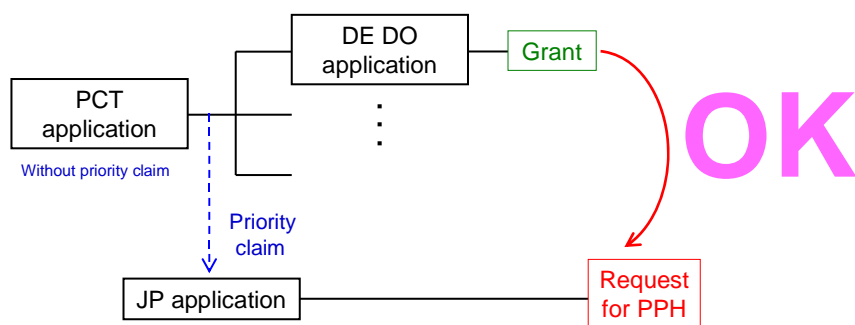 DE DO
application
Grant
PCT
application
OK
Without priority claim
Priority
claim
JP application
Request
for PPH